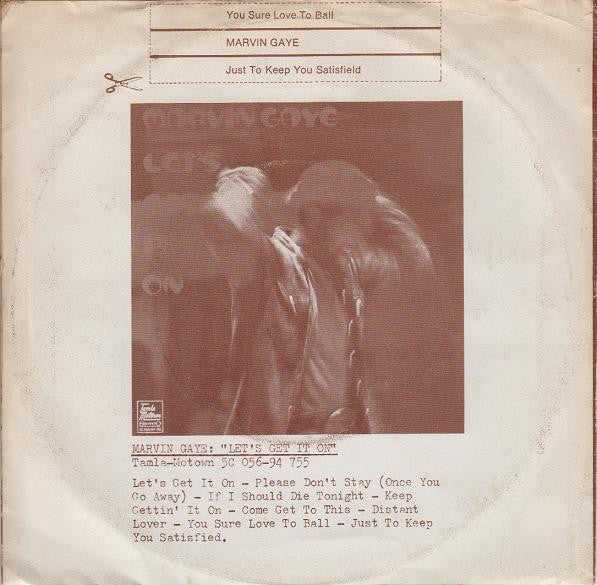 You Sure Love To Ball
MARVIN GAYE
Just To Keep You Satisfield
MARVIN GAYE
LET'S
GET
IT
ON
Tamla
Motown
MARVIN GAYE: "LET'S GET IT ON"
Tamla-Motown 5C 056-94 755
Let's Get It On - Please Don't Stay (Once You
Go Away) - If I Should Die Tonight - Keep
Gettin' It On - Come Get To This - Distant
Lover - You Sure Love To Ball - Just To Keep
You Satisfied.